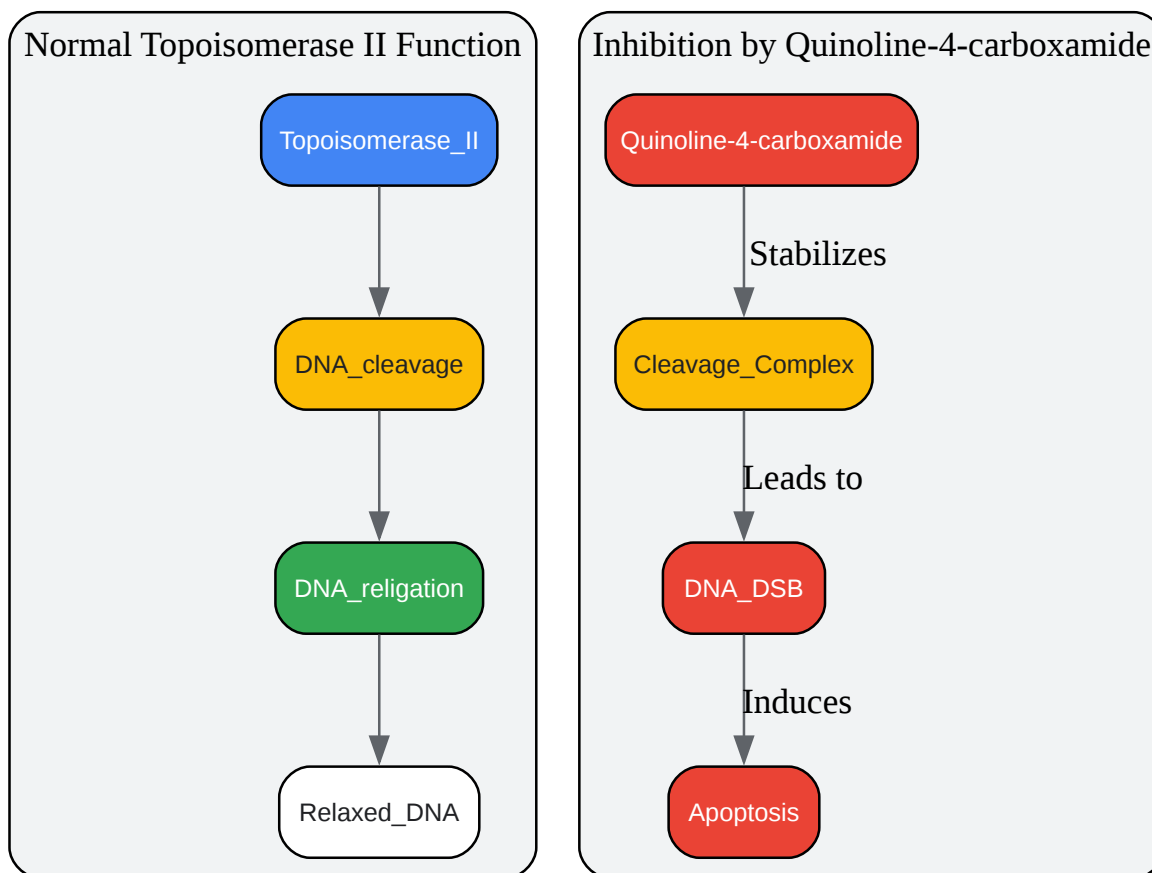 Normal Topoisomerase II Function
Topoisomerase_II
DNA_cleavage
DNA_religation
Relaxed_DNA
Inhibition by Quinoline-4-carboxamide
Quinoline-4-carboxamide
Stabilizes
Cleavage_Complex
Leads to
DNA_DSB
Induces
Apoptosis